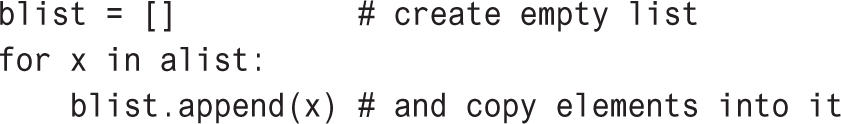 blist = []          # create empty list
for x in alist:
    blist.append(x) # and copy elements into it